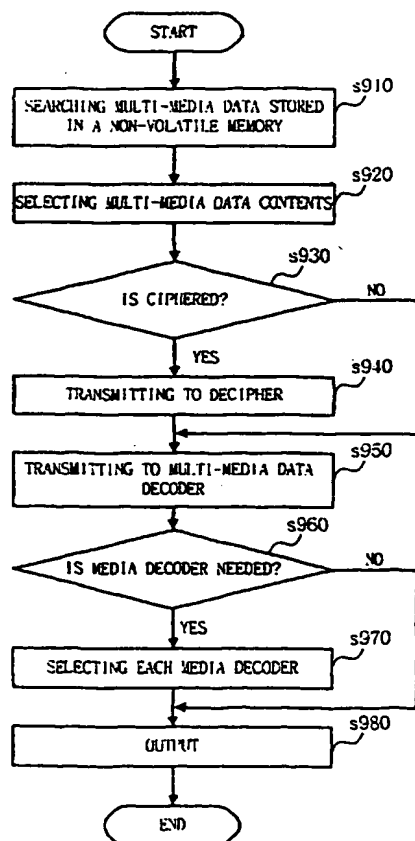 START
s910
SEARCHING MULTI-MEDIA DATA STORED
IN A NON-VOLATILE MEMORY
s920
SELECTING MULTI-MEDIA DATA CONTENTS
s930
IS CIPHERED?
NO
YES
s940
TRANSMITTING TO DECIPHER
s950
TRANSMITTING TO MULTI-MEDIA DATA
DECODER
s960
IS MEDIA DECODER NEEDED?
NO
YES
s970
SELECTING EACH MEDIA DECODER
s980
OUTPUT
END